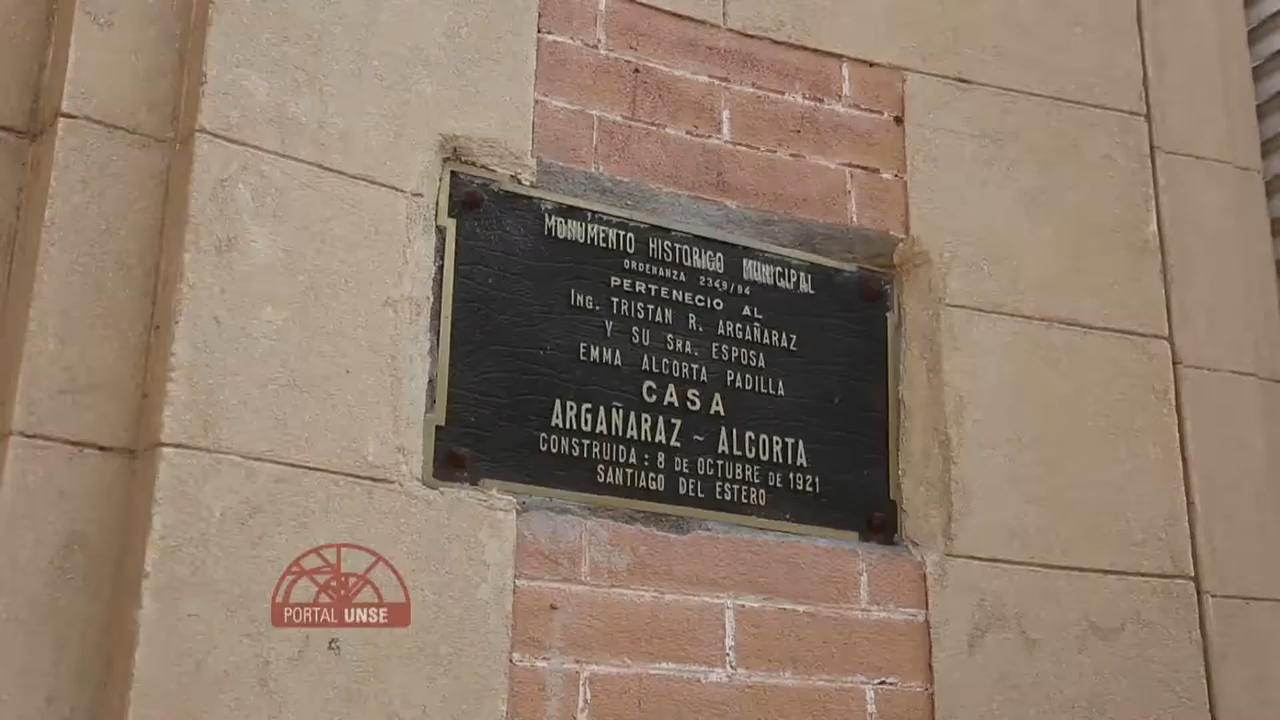 MONUMENTO HISTORICO MUNICIPAL
ORDENANZA 2349/94
PERTENECIO AL
ING. TRISTAN R. ARGAÑARAZ
Y SU SRA. ESPOSA
EMMA ALCORTA PADILLA
CASA
ARGAÑARAZ ~ ALCORTA
CONSTRUIDA : 8 DE OCTUBRE DE 1921
SANTIAGO DEL ESTERO
PORTAL UNSE